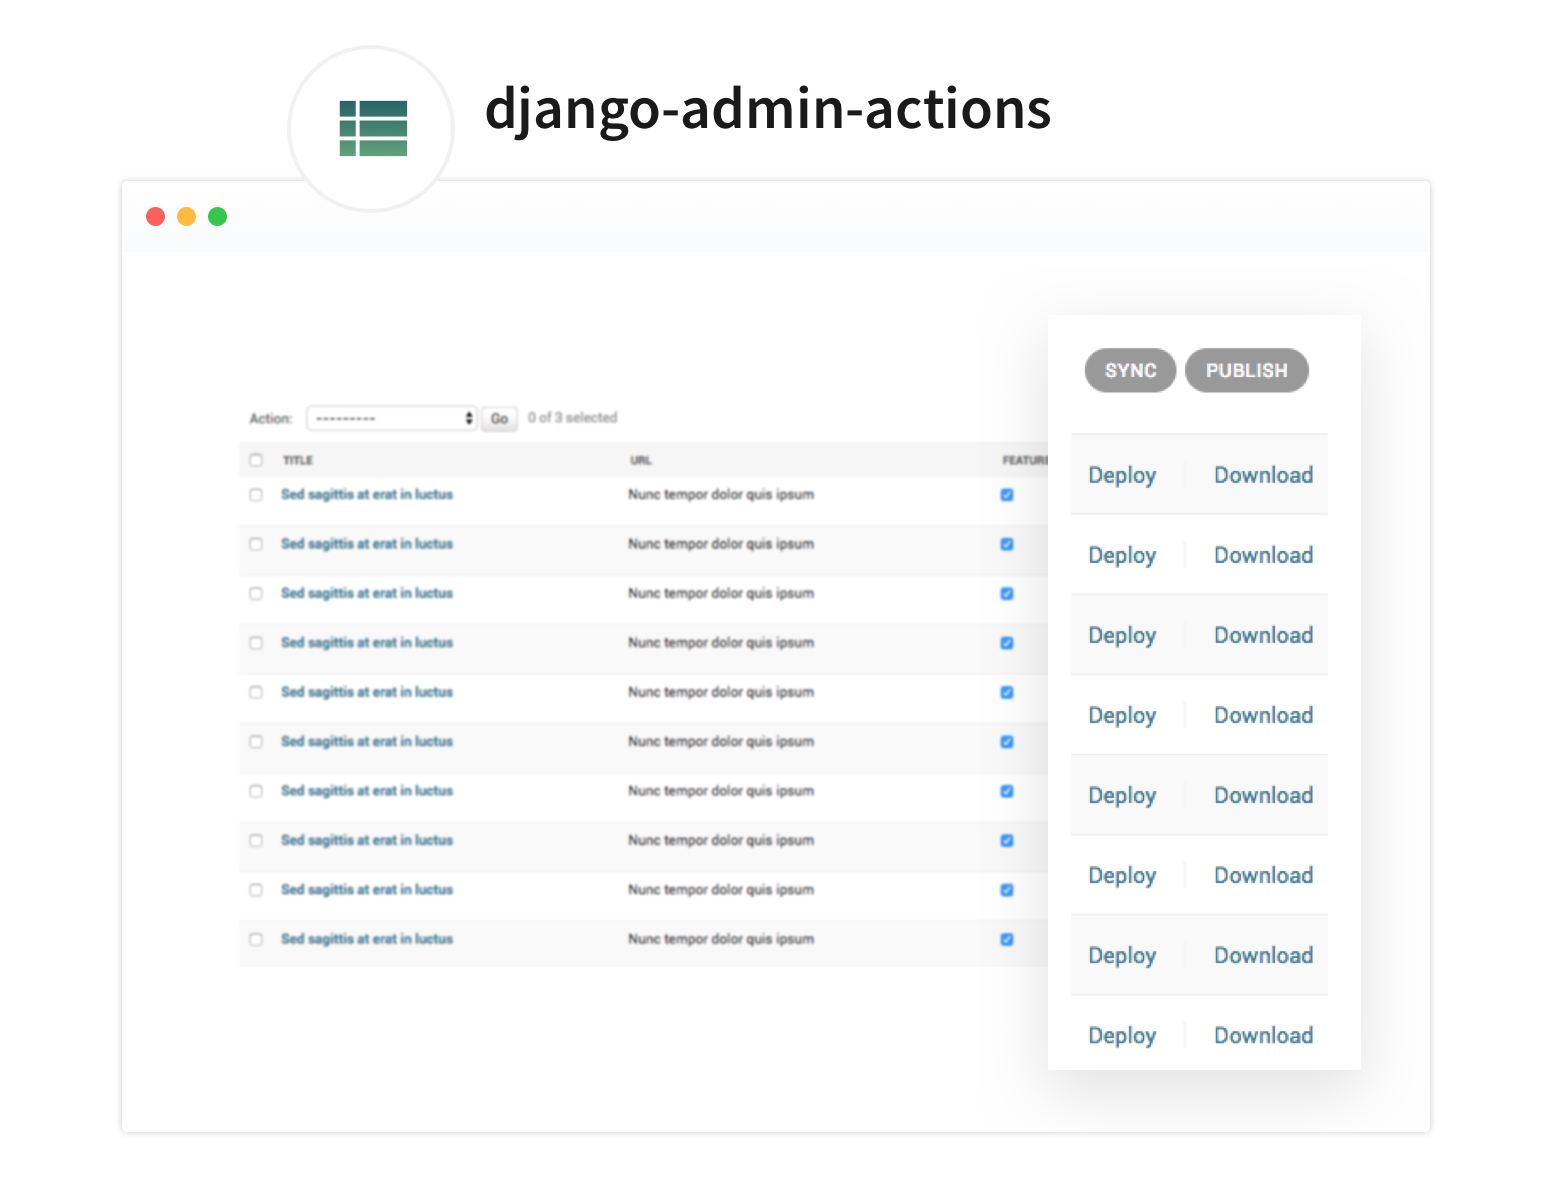 django-admin-actions
SYNC PUBLISH
Action: --------- Go 0 of 3 selected
TITLE URL FEATURE
Sed sagittis at erat in luctus Nunc tempor dolor quis ipsum
Sed sagittis at erat in luctus Nunc tempor dolor quis ipsum
Sed sagittis at erat in luctus Nunc tempor dolor quis ipsum
Sed sagittis at erat in luctus Nunc tempor dolor quis ipsum
Sed sagittis at erat in luctus Nunc tempor dolor quis ipsum
Sed sagittis at erat in luctus Nunc tempor dolor quis ipsum
Sed sagittis at erat in luctus Nunc tempor dolor quis ipsum
Sed sagittis at erat in luctus Nunc tempor dolor quis ipsum
Sed sagittis at erat in luctus Nunc tempor dolor quis ipsum
Sed sagittis at erat in luctus Nunc tempor dolor quis ipsum
Deploy Download
Deploy Download
Deploy Download
Deploy Download
Deploy Download
Deploy Download
Deploy Download
Deploy Download